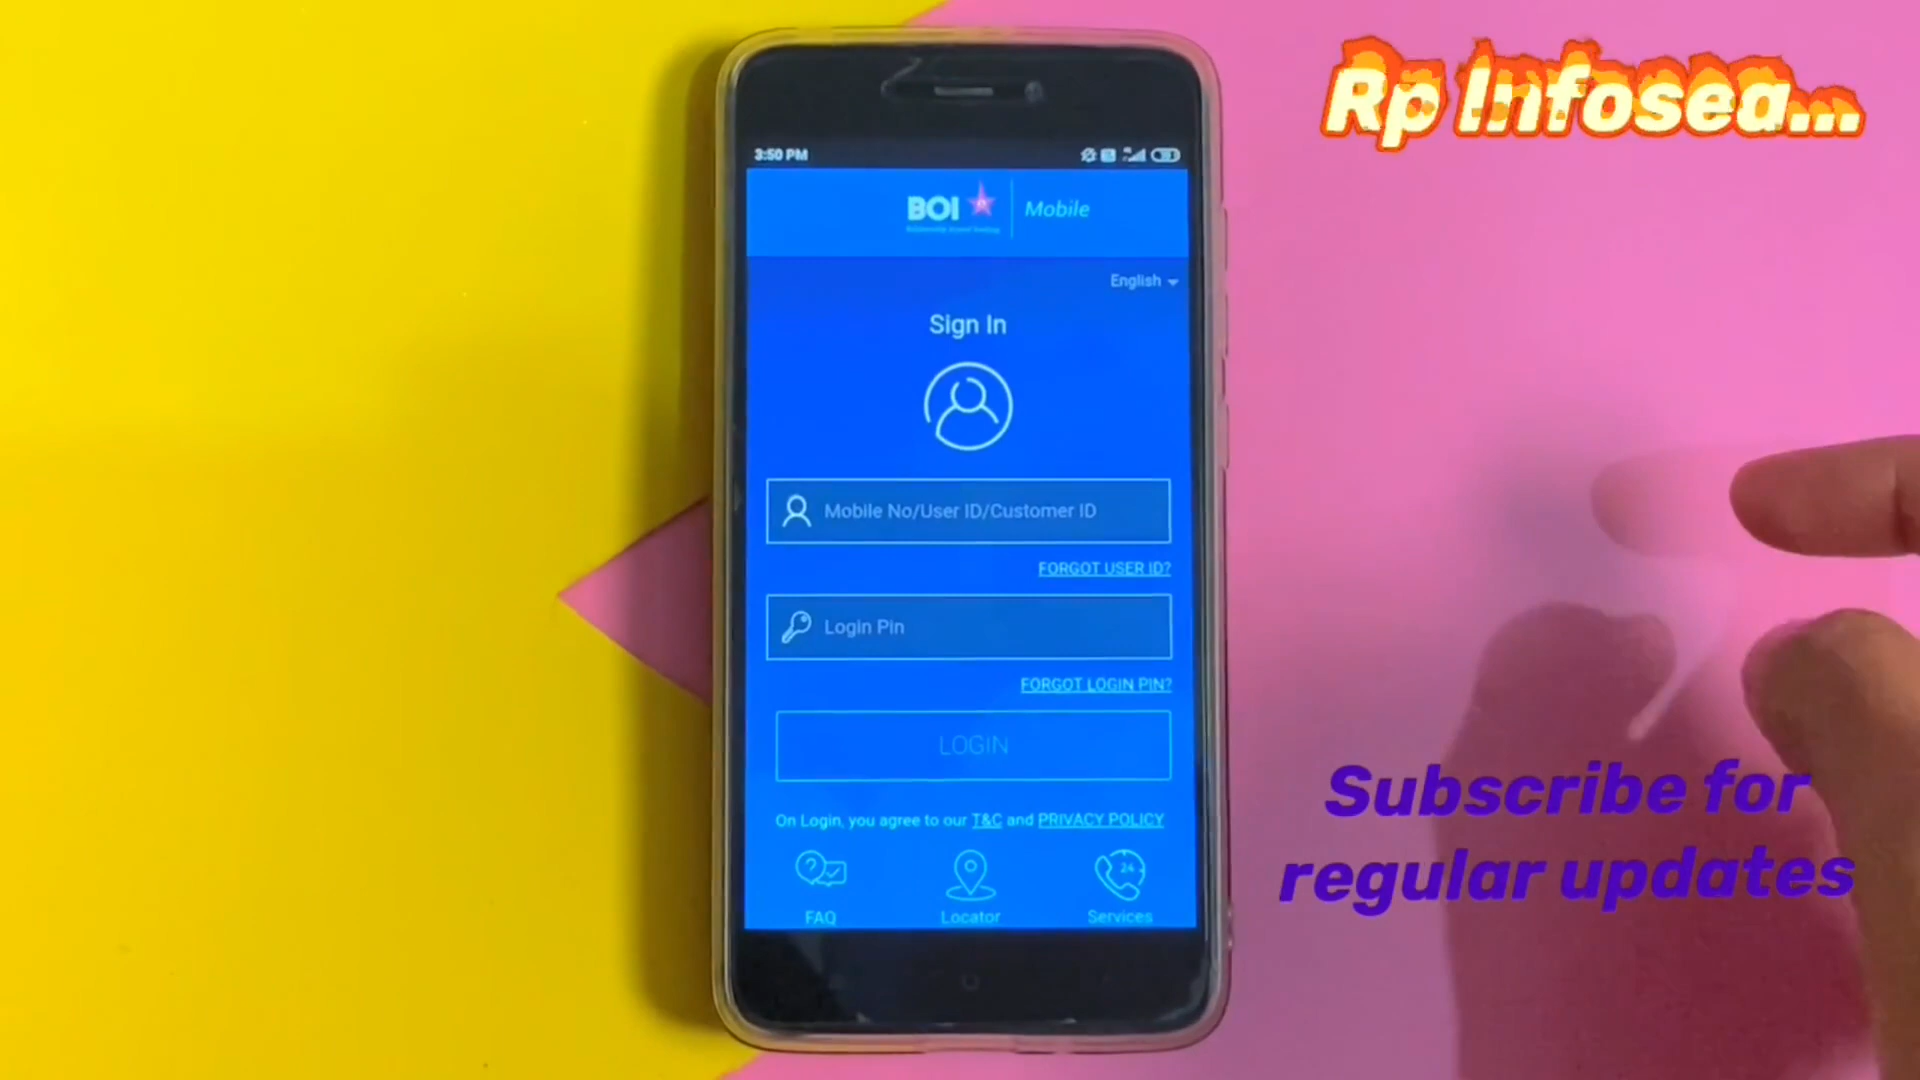 Rp Infosea...
3:50 PM
BOI
Mobile
English
Sign In
Mobile No/User ID/Customer ID
FORGOT USER ID?
Login Pin
FORGOT LOGIN PIN?
LOGIN
On Login, you agree to our T&C and PRIVACY POLICY
24
FAQ
Locator
Services
Subscribe for
regular updates